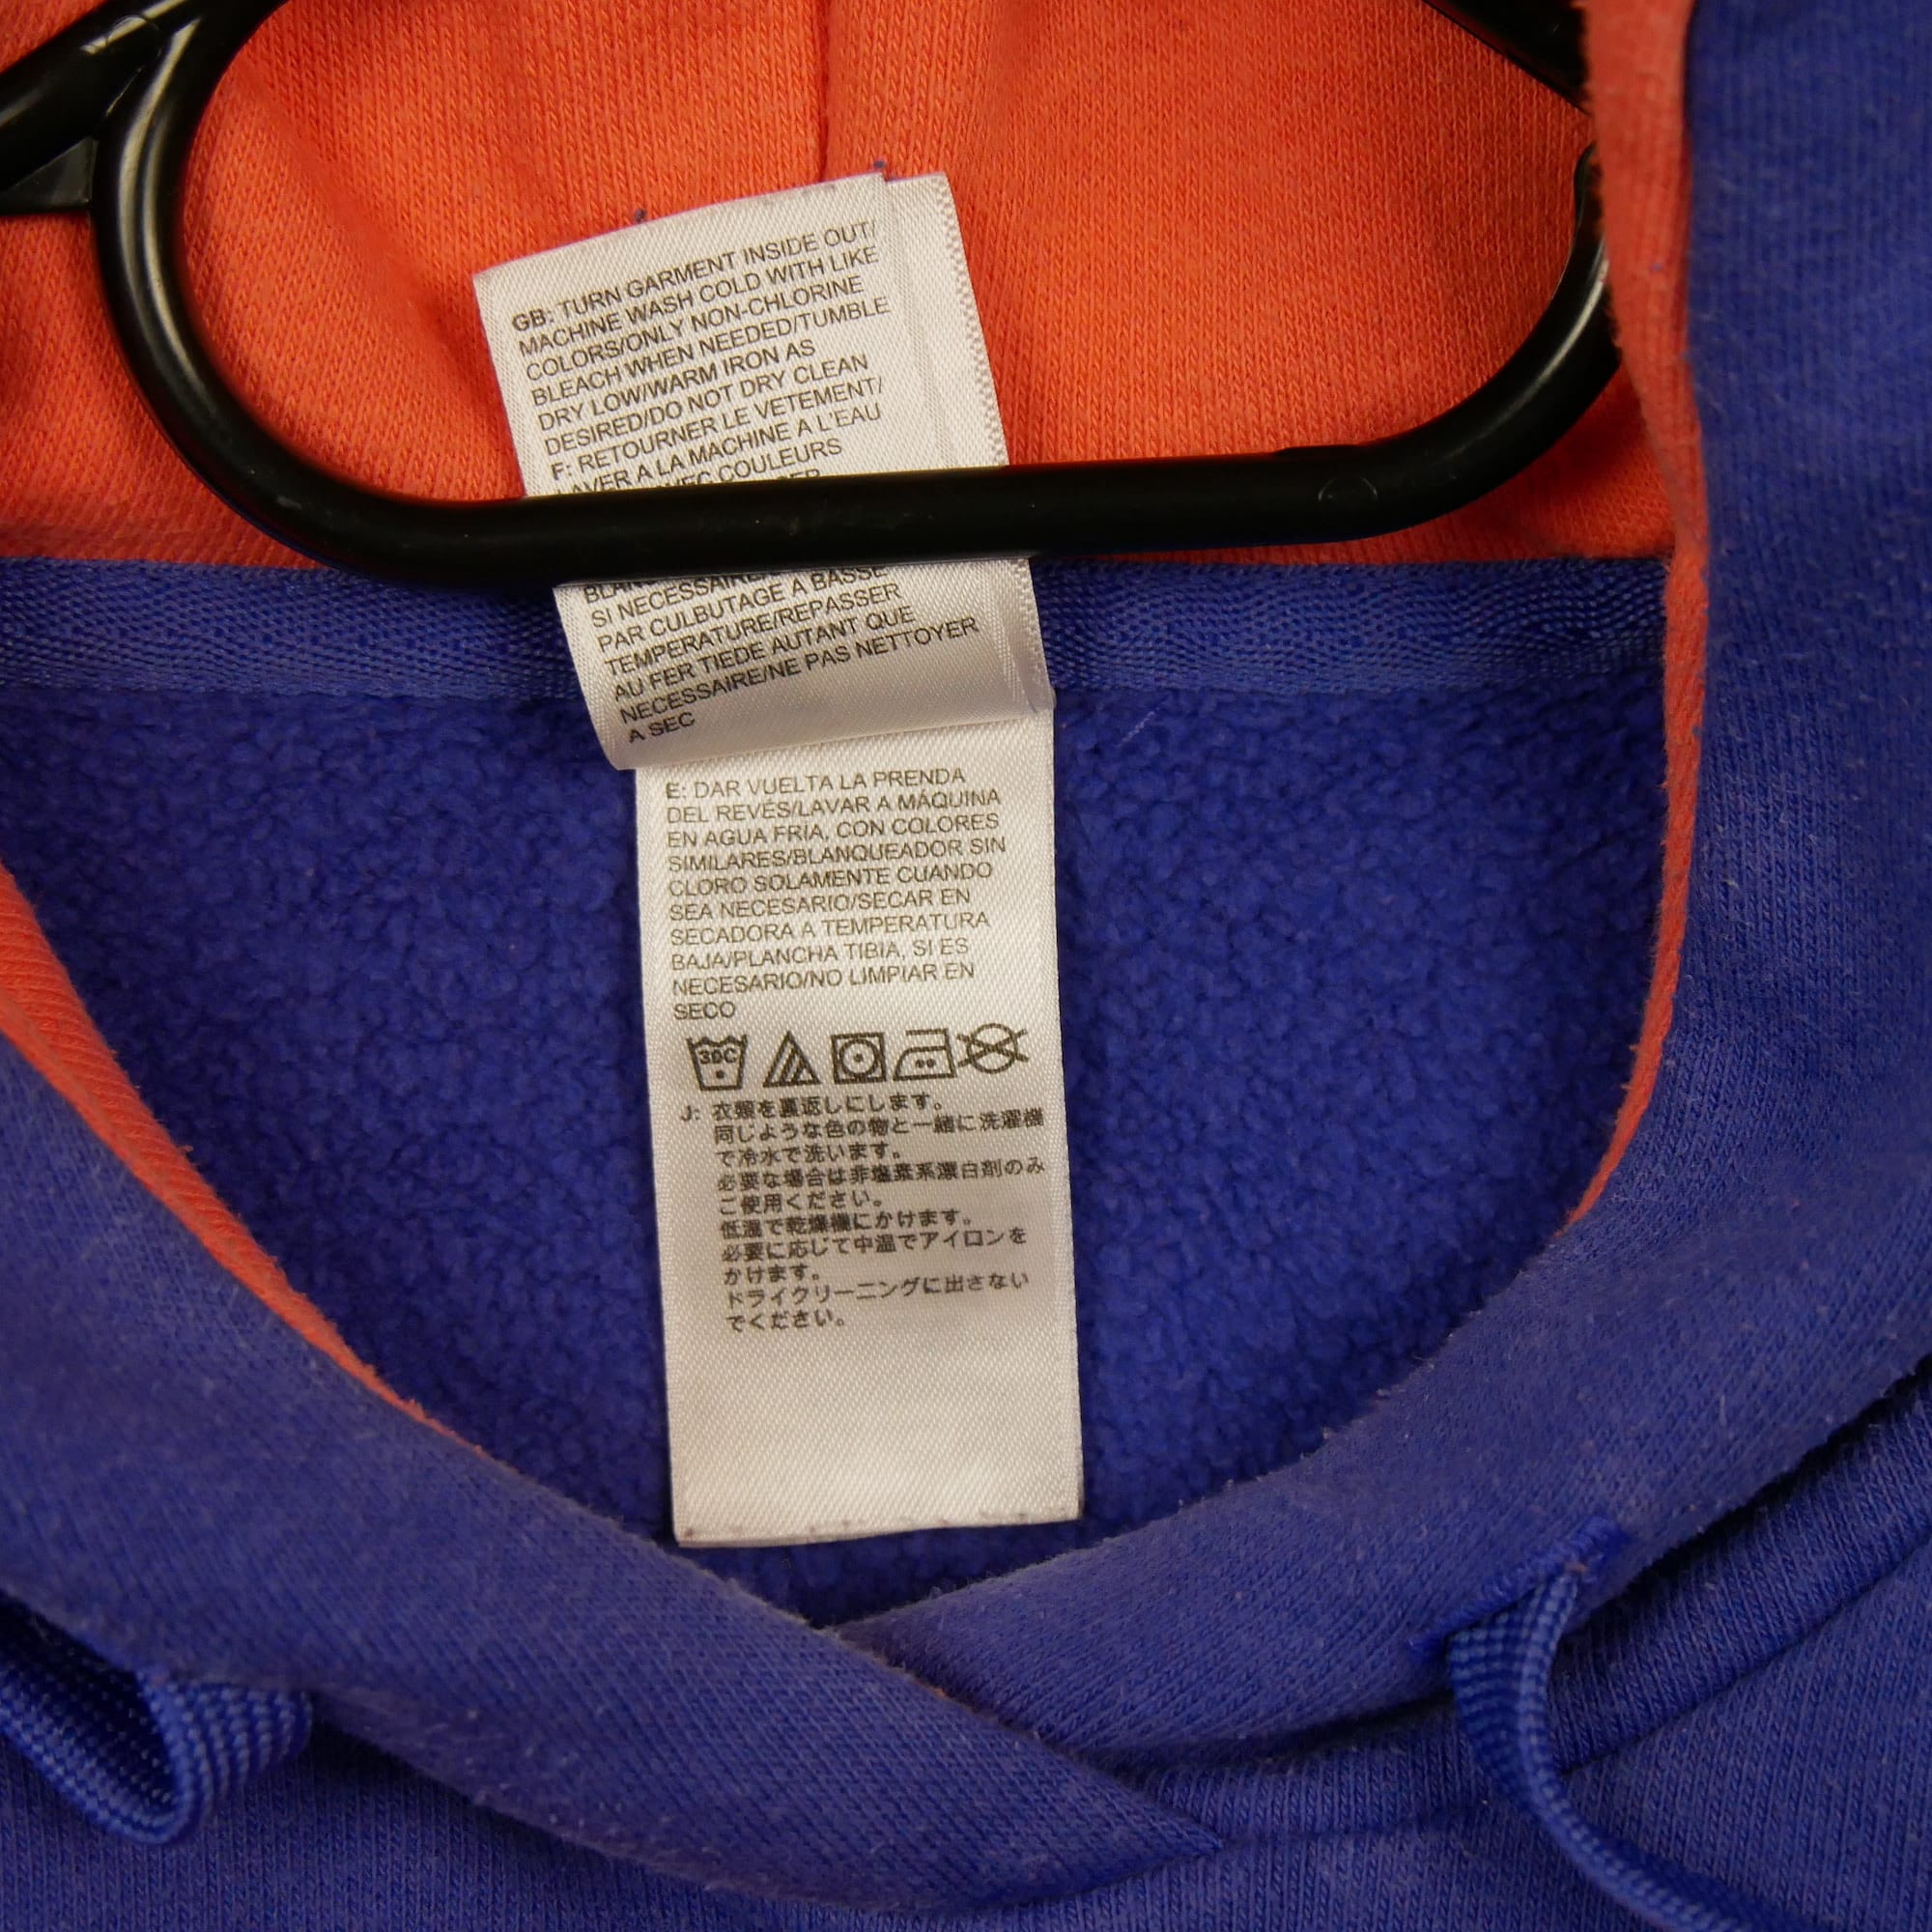 GB: TURN GARMENT INSIDE OUT/
MACHINE WASH COLD WITH LIKE
COLORS/ONLY NON-CHLORINE
BLEACH WHEN NEEDED/TUMBLE
DRY LOW/WARM IRON AS
DESIRED/DO NOT DRY CLEAN
F: RETOURNER LE VETEMENT/
AVER A LA MACHINE A L'EAU
COULEURS
SI NECESSAIRE/
PAR CULBUTAGE A BASSE
TEMPERATURE/REPASSER
AU FER TIEDE AUTANT QUE
NECESSAIRE/NE PAS NETTOYER
A SEC
E: DAR VUELTA LA PRENDA
DEL REVÉS/LAVAR A MÁQUINA
EN AGUA FRIA, CON COLORES
SIMILARES/BLANQUEADOR SIN
CLORO SOLAMENTE CUANDO
SEA NECESARIO/SECAR EN
SECADORA A TEMPERATURA
BAJA/PLANCHA TIBIA, SI ES
NECESARIO/NO LIMPIAR EN
SECO
30C
J: 衣類を裏返しにします。
同じような色の物と一緒に洗濯機
で冷水で洗います。
必要な場合は非塩素系漂白剤のみ
ご使用ください。
低温で乾燥機にかけます。
必要に応じて中温でアイロンを
かけます。
ドライクリーニングに出さない
でください。